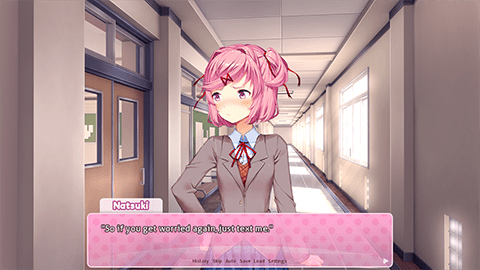 Natsuki
"So if you get worried again,just text me."
History Skip Auto Save Load Settings